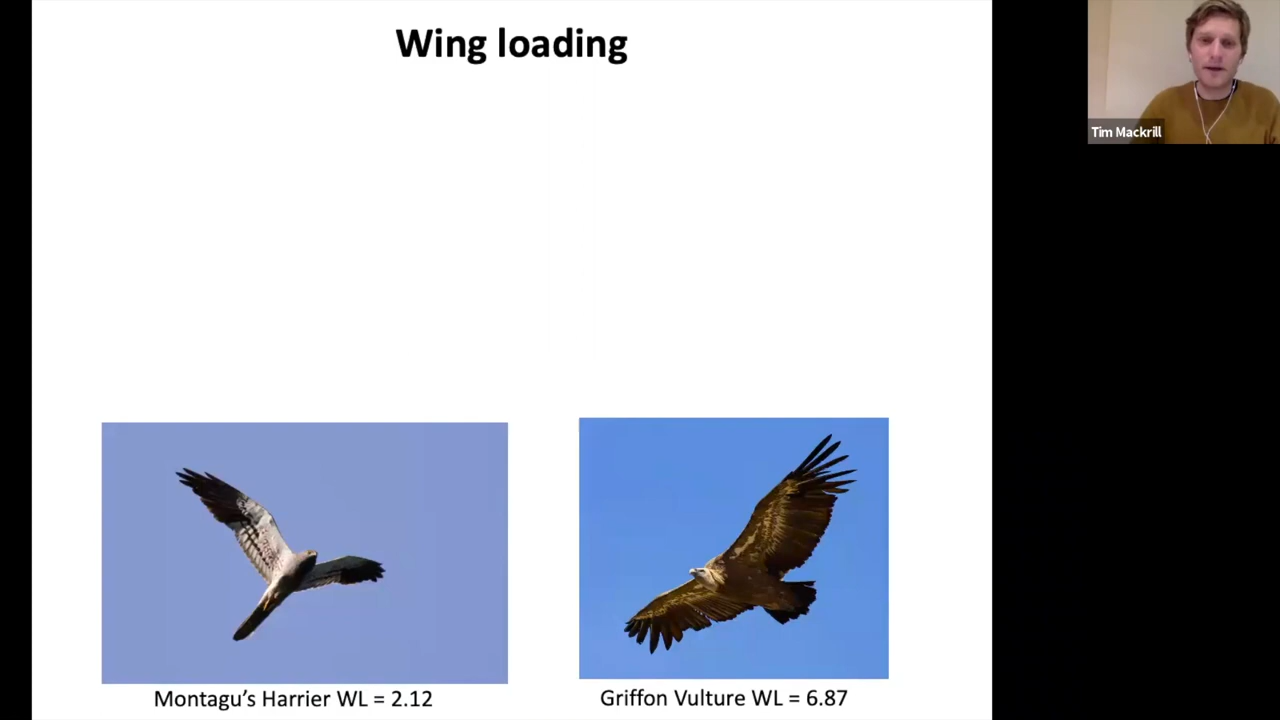 Wing loading
Tim Mackrill
Montagu’s Harrier WL = 2.12
Griffon Vulture WL = 6.87